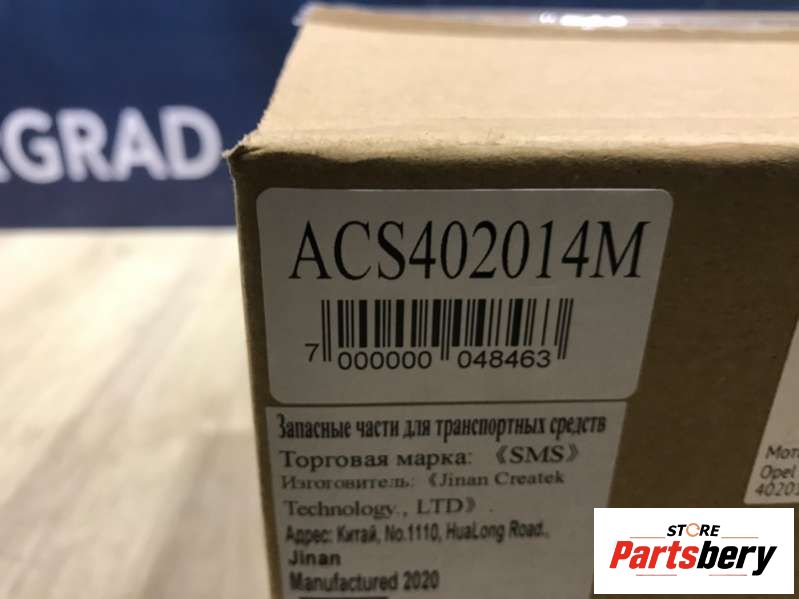 GRAD
ACS402014M
7 000000 048463
Запасные части для транспортных средств
Торговая марка: 《SMS》
Изоговитель: 《Jinan Createk
Technology., LTD》.
Адрес: Китай, No.1110, HuaLong Road.,
Jinan
Manufactured 2020
Opel
STORE
Partsbery